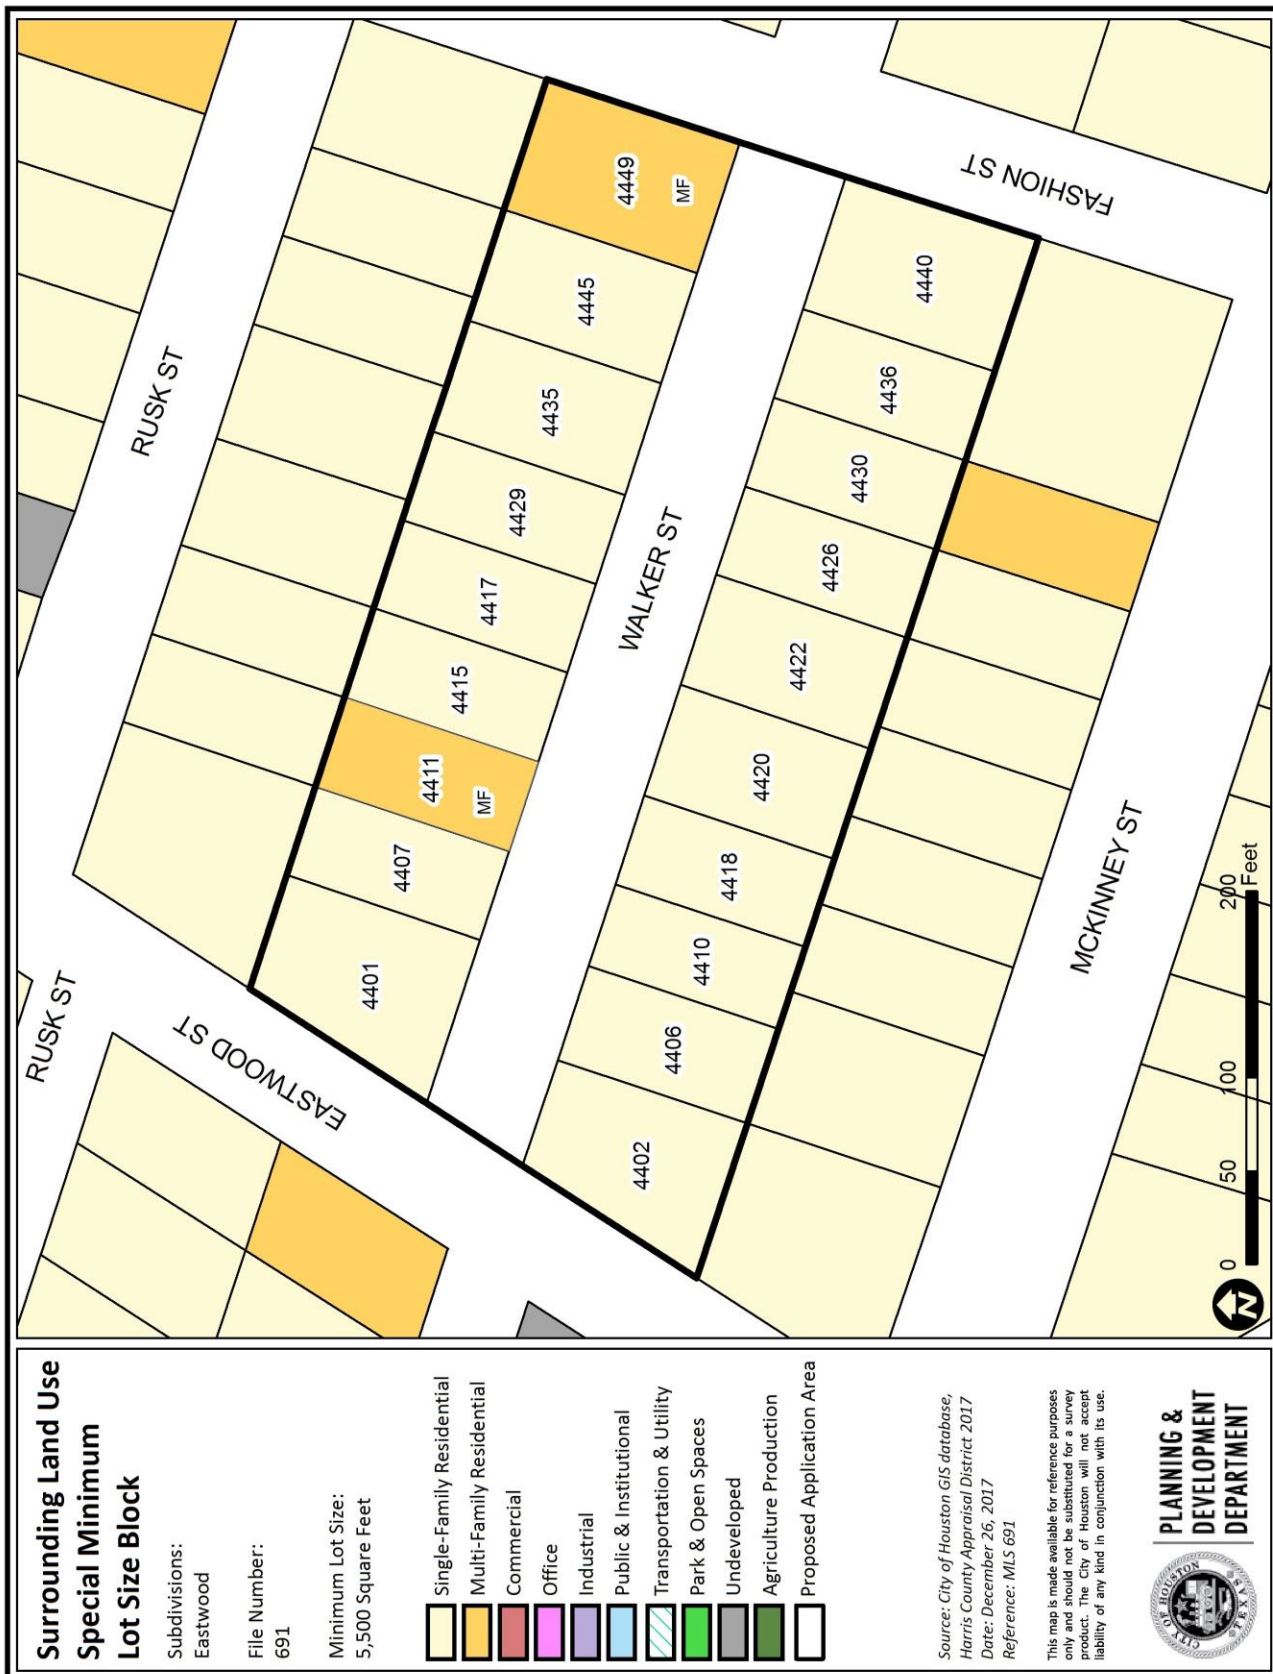 Surrounding Land Use
Special Minimum
Lot Size Block
Subdivisions:
Eastwood
File Number:
691
Minimum Lot Size:
5,500 Square Feet
Single-Family Residential
Multi-Family Residential
Commercial
Office
Industrial
Public & Institutional
Transportation & Utility
Park & Open Spaces
Undeveloped
Agriculture Production
Proposed Application Area
Source: City of Houston GIS database,
Harris County Appraisal District 2017
Date: December 26, 2017
Reference: MLS 691
This map is made available for reference purposes
only and should not be substituted for a survey
product. The City of Houston will not accept
liability of any kind in conjunction with its use.
CITY OF HOUSTON
TEXAS
PLANNING &
DEVELOPMENT
DEPARTMENT
RUSK ST
RUSK ST
EASTWOOD ST
WALKER ST
FASHION ST
MCKINNEY ST
4401
4407
4411
MF
4415
4417
4429
4435
4445
4449
MF
4402
4406
4410
4418
4420
4422
4426
4430
4436
4440
N
0 50 100 200
Feet